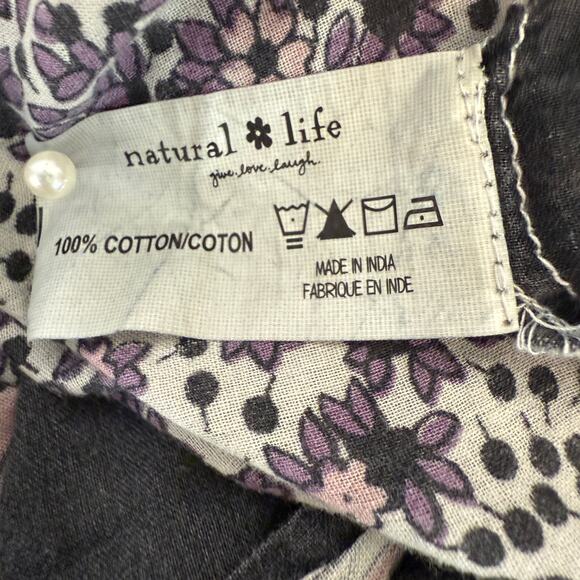 natural life
give.love.laugh.
100% COTTON/COTON
MADE IN INDIA
FABRIQUE EN INDE